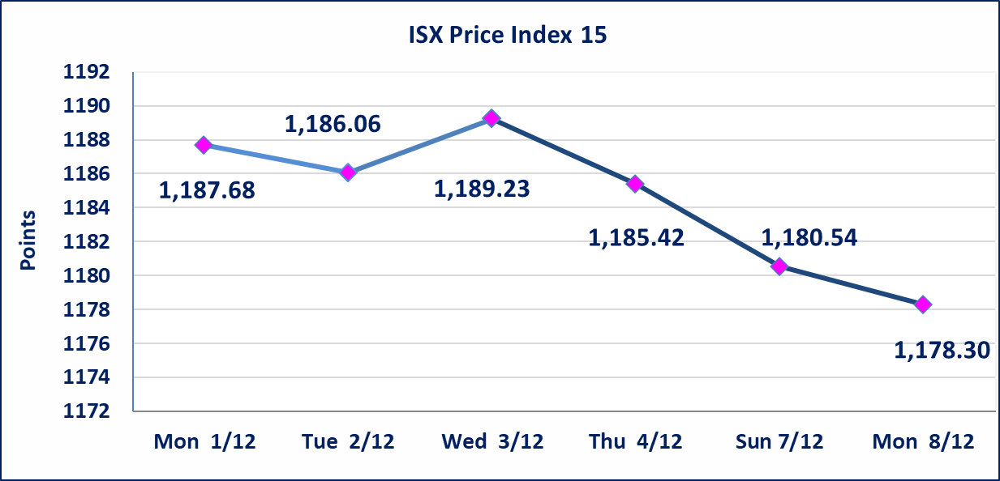 ISX Price Index 15
Points
1192
1190
1188
1186
1184
1182
1180
1178
1176
1174
1172
1,187.68
1,186.06
1,189.23
1,185.42
1,180.54
1,178.30
Mon 1/12
Tue 2/12
Wed 3/12
Thu 4/12
Sun 7/12
Mon 8/12